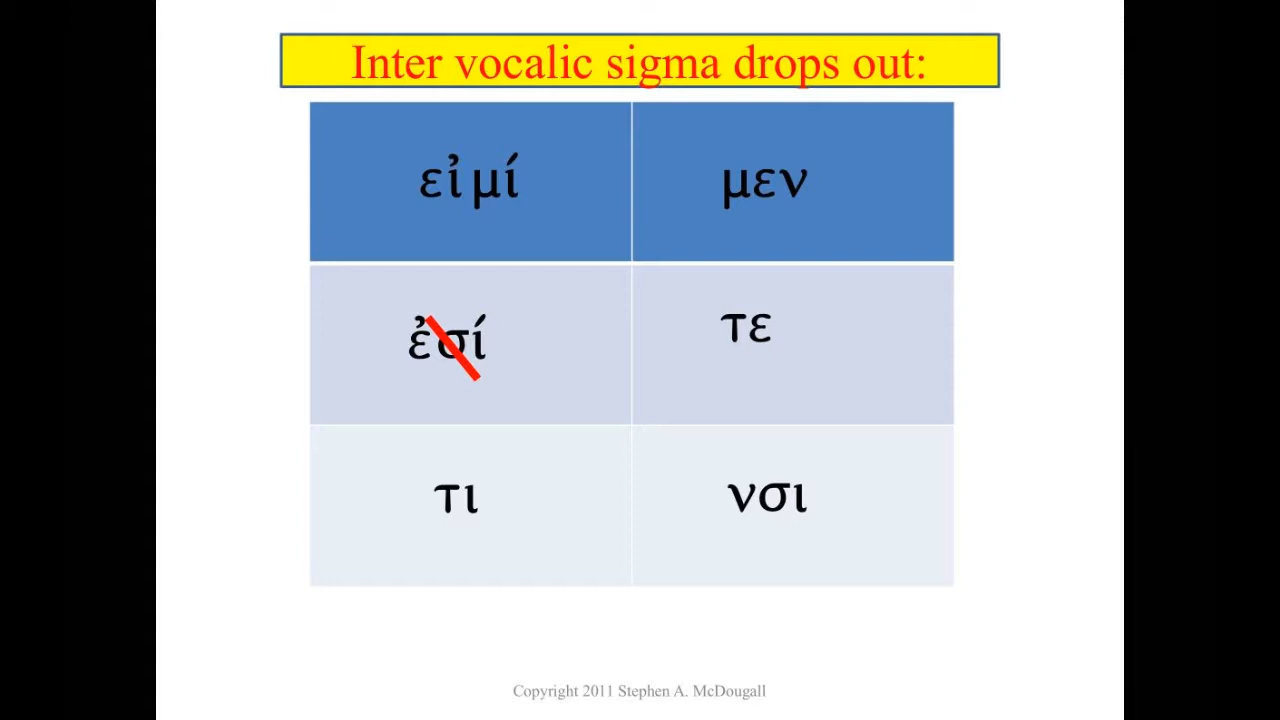 Inter vocalic sigma drops out:
εἰμί μεν
ἐσί τε
τι νσι
Copyright 2011 Stephen A. McDougall